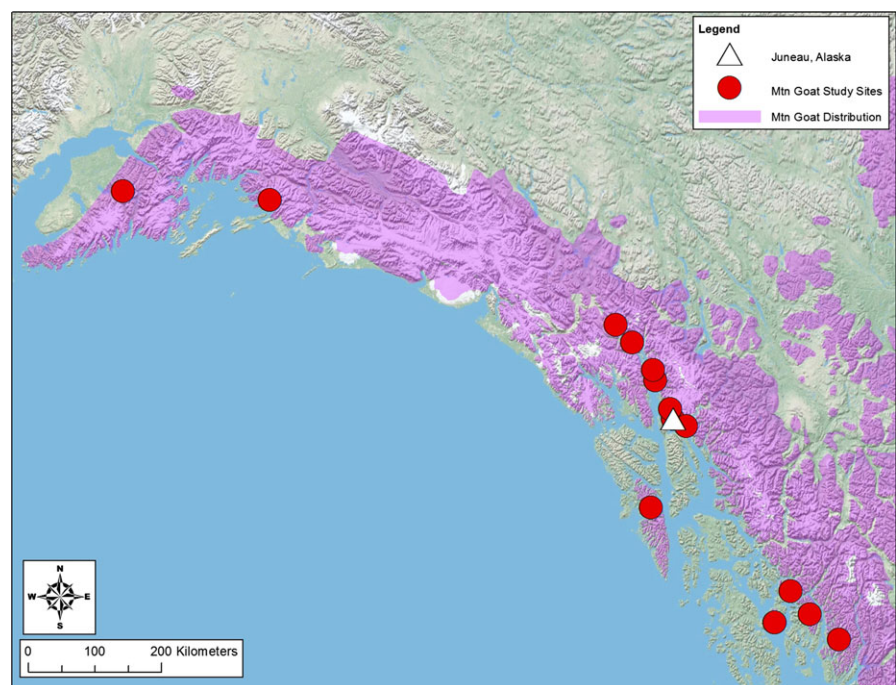 Legend
Juneau, Alaska
Mtn Goat Study Sites
Mtn Goat Distribution
N
W E
S
0 100 200 Kilometers